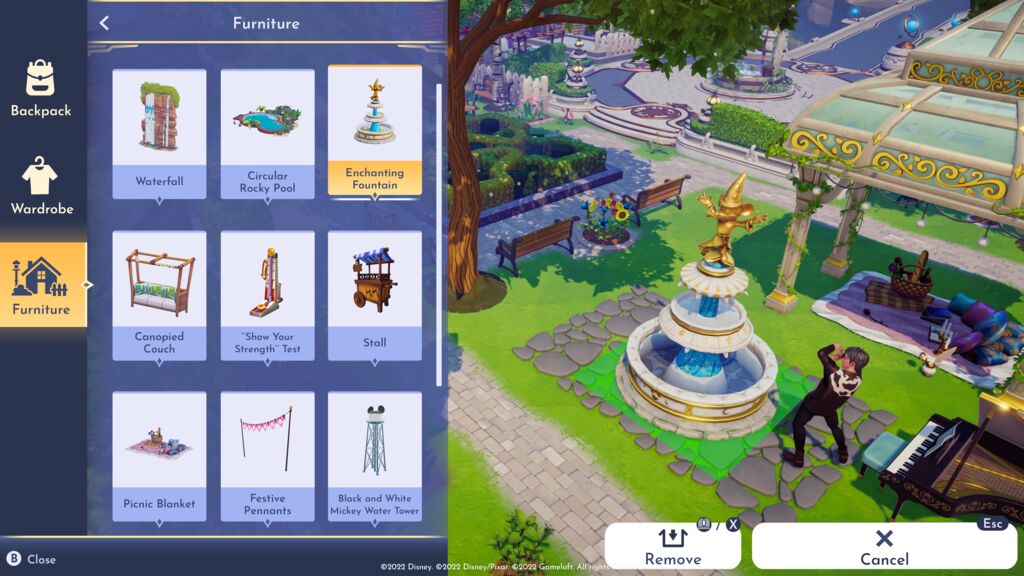 Furniture
Backpack
Wardrobe
Furniture
Waterfall
Circular
Rocky Pool
Enchanting
Fountain
Canopied
Couch
"Show Your
Strength" Test
Stall
Picnic Blanket
Festive
Pennants
Black and White
Mickey Water Tower
B Close
/ X
Remove
Esc
Cancel
©2022 Disney. ©2022 Disney/Pixar. ©2022 Gameloft. All rights